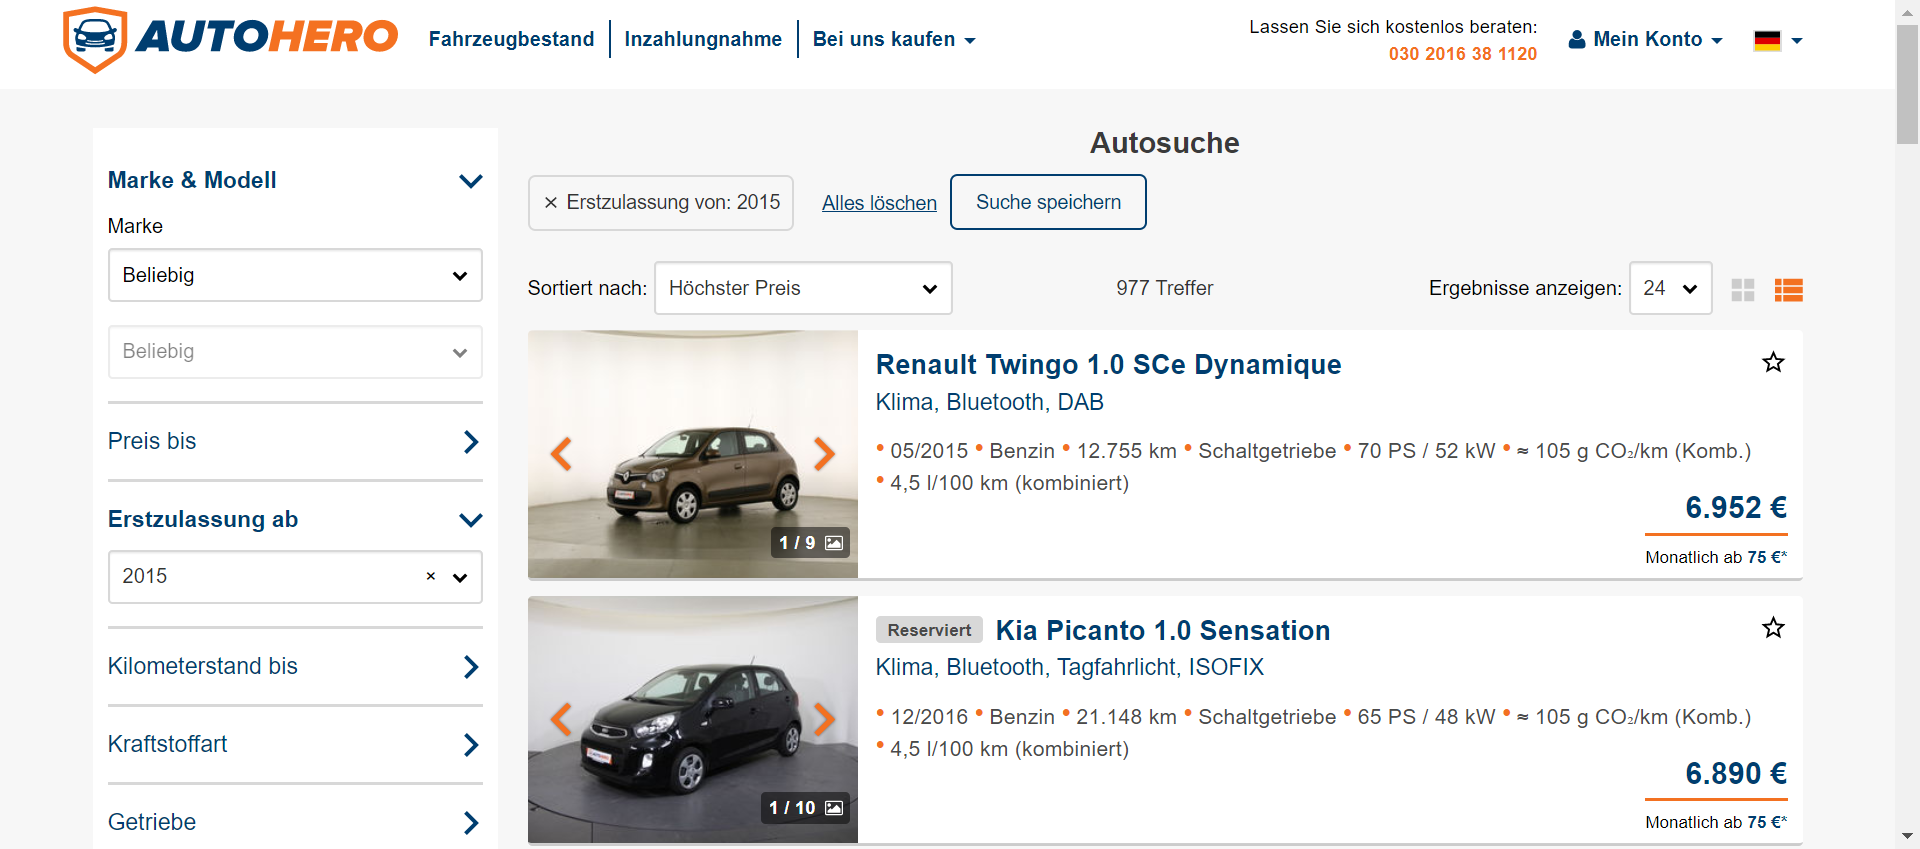 AUTOHERO
Fahrzeugbestand
Inzahlungnahme
Bei uns kaufen
Lassen Sie sich kostenlos beraten:
030 2016 38 1120
Mein Konto
Marke & Modell
Marke
Beliebig
Beliebig
Preis bis
Erstzulassung ab
2015 ×
Kilometerstand bis
Kraftstoffart
Getriebe
Autosuche
× Erstzulassung von: 2015
Alles löschen
Suche speichern
Sortiert nach: Höchster Preis
977 Treffer
Ergebnisse anzeigen: 24
1 / 9
Renault Twingo 1.0 SCe Dynamique
Klima, Bluetooth, DAB
• 05/2015 • Benzin • 12.755 km • Schaltgetriebe • 70 PS / 52 kW • ≈ 105 g CO₂/km (Komb.)
• 4,5 l/100 km (kombiniert)
6.952 €
Monatlich ab 75 €*
1 / 10
Reserviert Kia Picanto 1.0 Sensation
Klima, Bluetooth, Tagfahrlicht, ISOFIX
• 12/2016 • Benzin • 21.148 km • Schaltgetriebe • 65 PS / 48 kW • ≈ 105 g CO₂/km (Komb.)
• 4,5 l/100 km (kombiniert)
6.890 €
Monatlich ab 75 €*